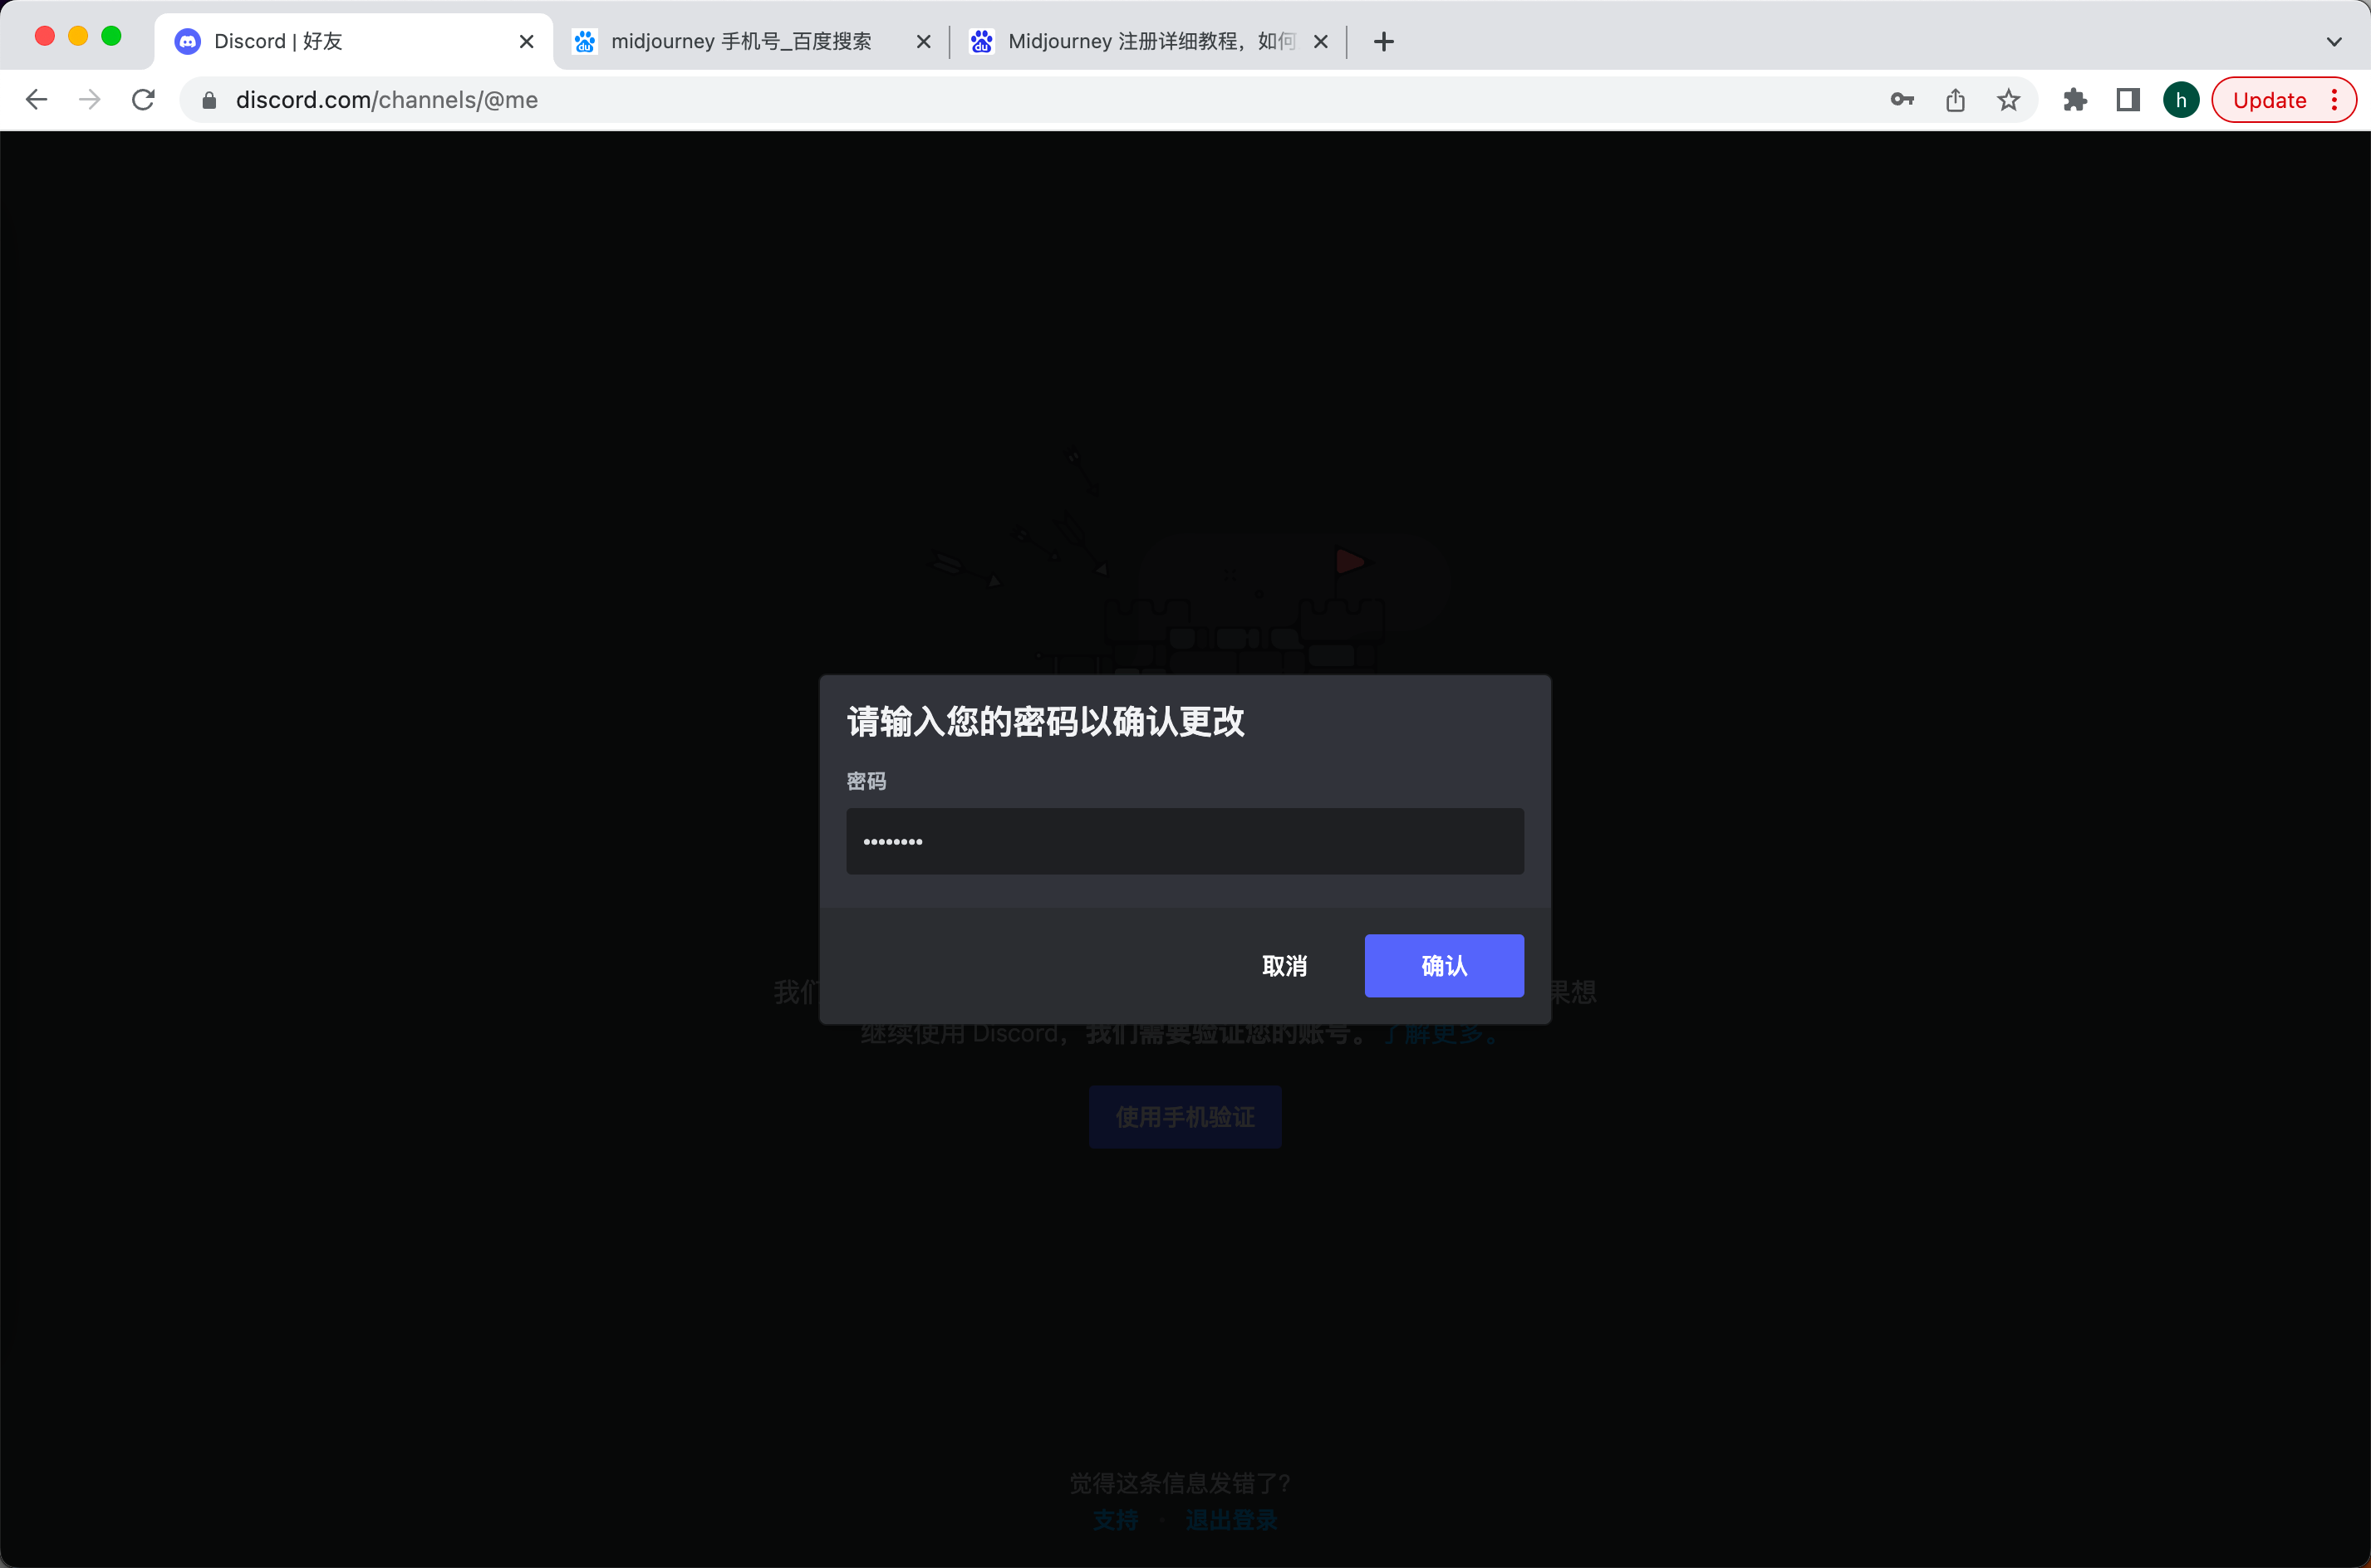 Discord | 好友
midjourney 手机号_百度搜索
Midjourney 注册详细教程，如何
discord.com/channels/@me
h
Update
请输入您的密码以确认更改
密码
••••••••
取消
确认
我们
果想
继续使用 Discord，我们需要验证您的账号。了解更多。
使用手机验证
觉得这条信息发错了?
支持 · 退出登录